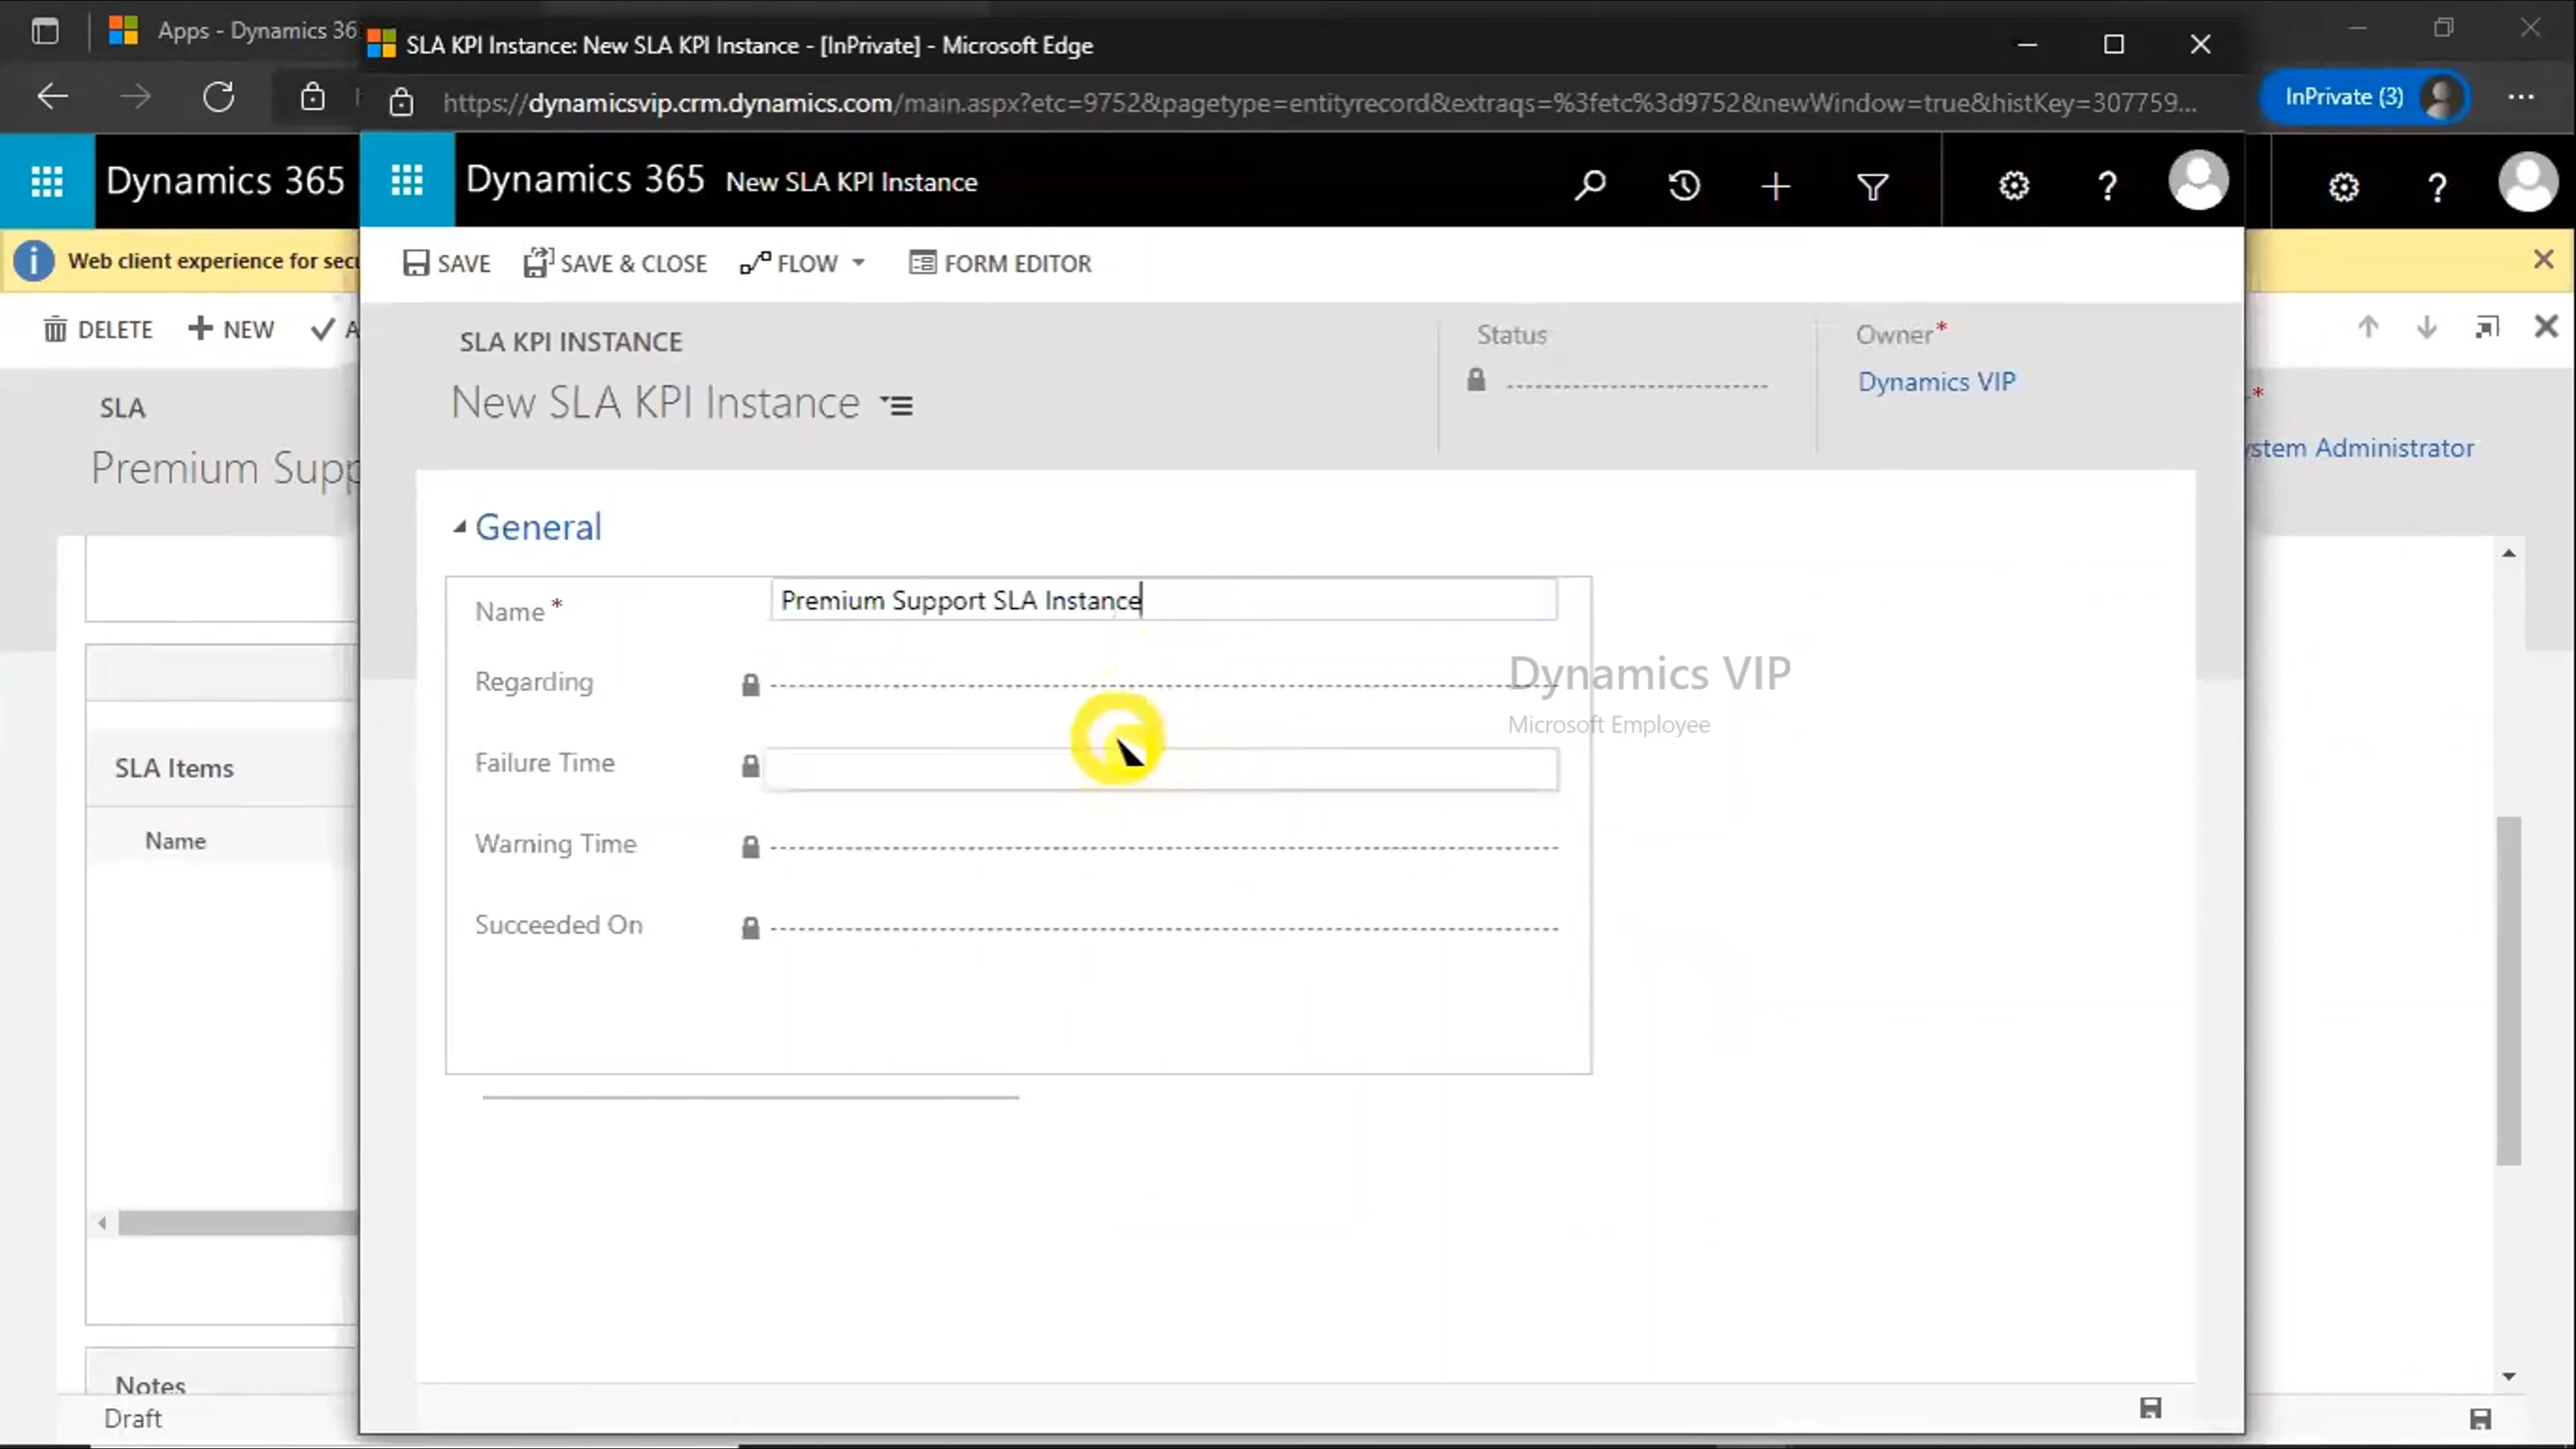 Apps - Dynamics 36
SLA KPI Instance: New SLA KPI Instance - [InPrivate] - Microsoft Edge
https://dynamicsvip.crm.dynamics.com/main.aspx?etc=9752&pagetype=entityrecord&extraqs=%3fetc%3d9752&newWindow=true&histKey=307759...
InPrivate (3)
Dynamics 365
Dynamics 365 New SLA KPI Instance
Web client experience for sec
SAVE SAVE & CLOSE FLOW FORM EDITOR
DELETE NEW A
SLA KPI INSTANCE
New SLA KPI Instance
Status
Owner*
Dynamics VIP
SLA
Premium Supp
*
ystem Administrator
General
Name * Premium Support SLA Instance
Regarding
Failure Time
Warning Time
Succeeded On
Dynamics VIP
Microsoft Employee
SLA Items
Name
Notes
Draft